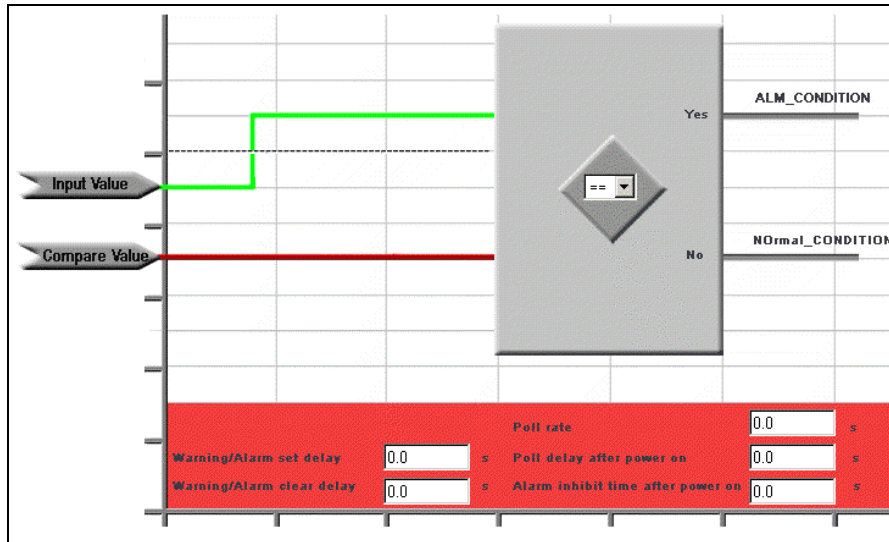 ALM_CONDITION
Yes
==
Input Value
NOrmal_CONDITION
Compare Value
No
Poll rate 0.0 s
Warning/Alarm set delay 0.0 s Poll delay after power on 0.0 s
Warning/Alarm clear delay 0.0 s Alarm inhibit time after power on 0.0 s